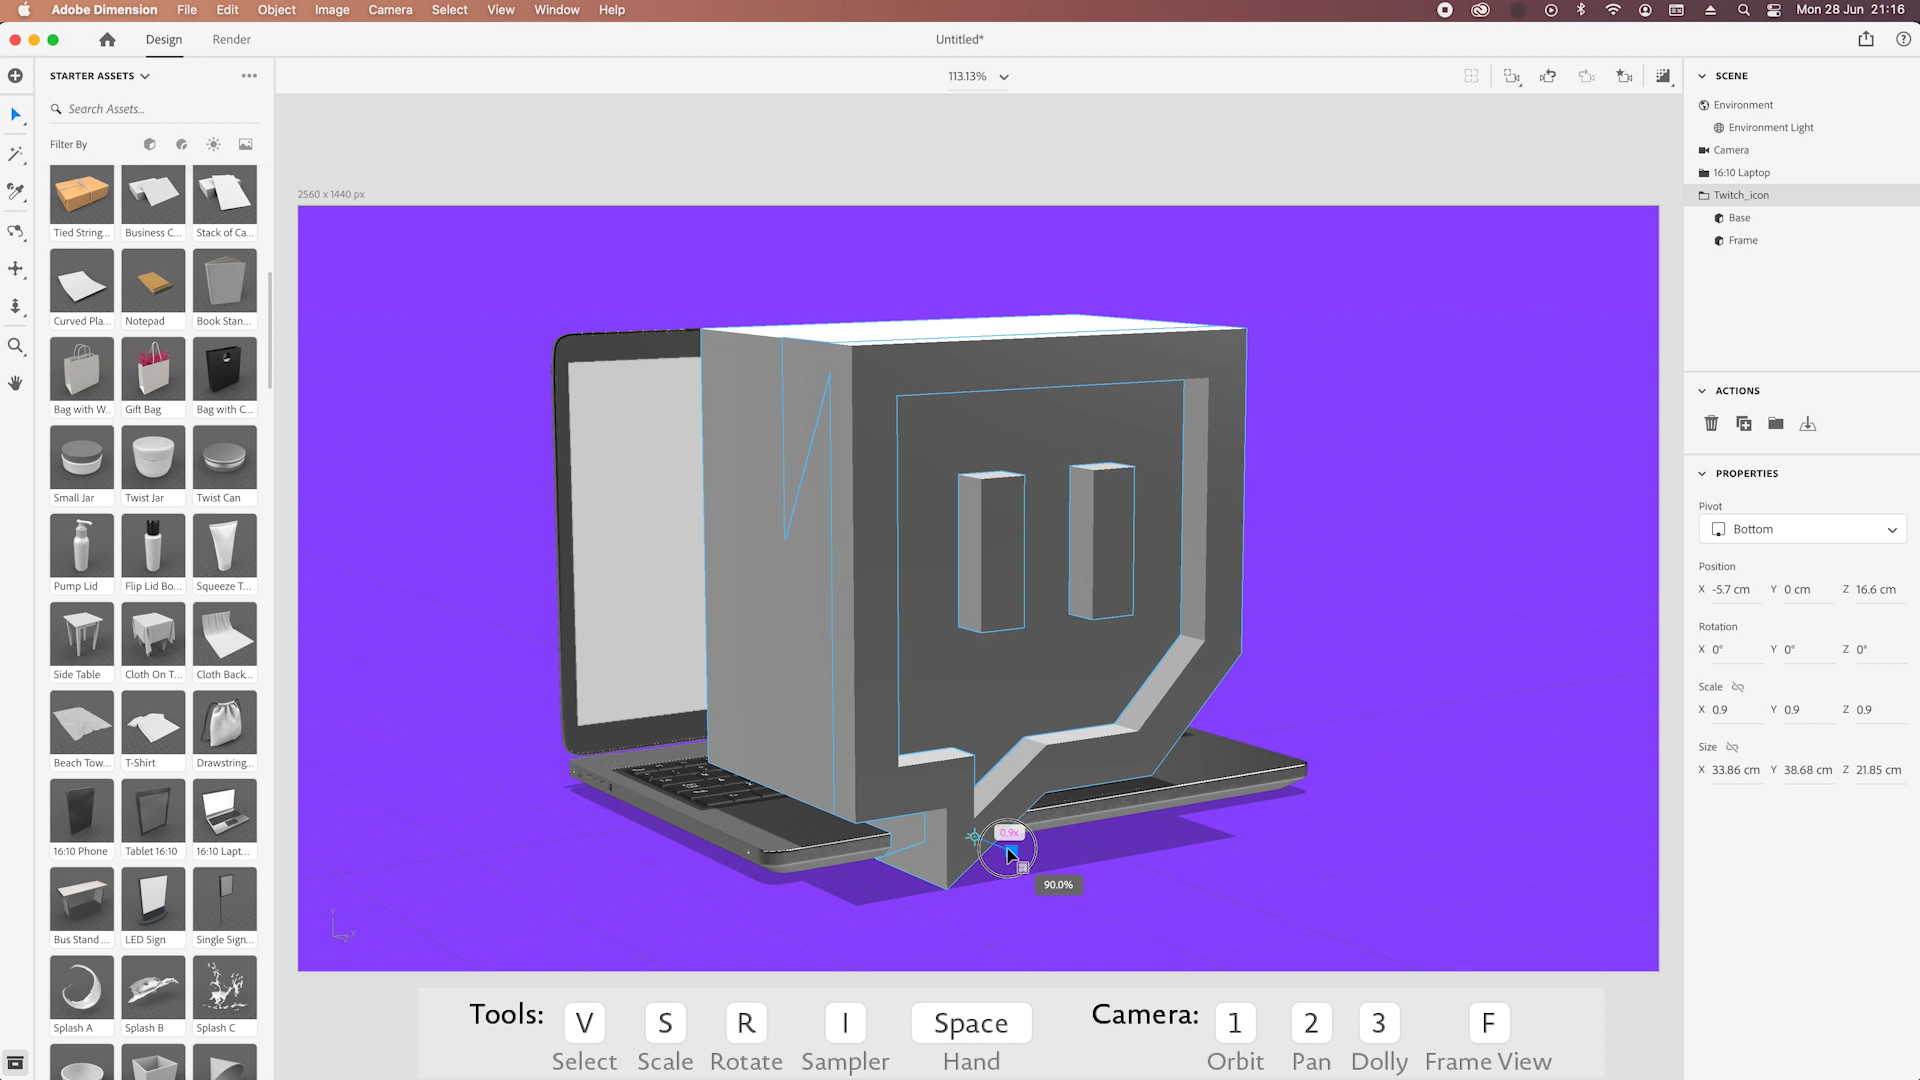 Adobe Dimension File Edit Object Image Camera Select View Window Help Mon 28 Jun 21:16
Design Render Untitled*
STARTER ASSETS
113.13%
Search Assets...
Filter By
Tied String... Business C... Stack of Ca...
Curved Pla... Notepad Book Stan...
Bag with W.. Gift Bag Bag with C...
Small Jar Twist Jar Twist Can
Pump Lid Flip Lid Bo... Squeeze T...
Side Table Cloth On T... Cloth Back...
Beach Tow... T-Shirt Drawstring...
16:10 Phone Tablet 16:10 16:10 Lapt...
Bus Stand ... LED Sign Single Sign...
Splash A Splash B Splash C
2560 x 1440 px
0.9x
90.0%
Y
X
Z
SCENE
Environment
Environment Light
Camera
16:10 Laptop
Twitch_icon
Base
Frame
ACTIONS
PROPERTIES
Pivot
Bottom
Position
X -5.7 cm Y 0 cm Z 16.6 cm
Rotation
X 0° Y 0° Z 0°
Scale
X 0.9 Y 0.9 Z 0.9
Size
X 33.86 cm Y 38.68 cm Z 21.85 cm
Tools: V S R I Space Camera: 1 2 3 F
Select Scale Rotate Sampler Hand Orbit Pan Dolly Frame View